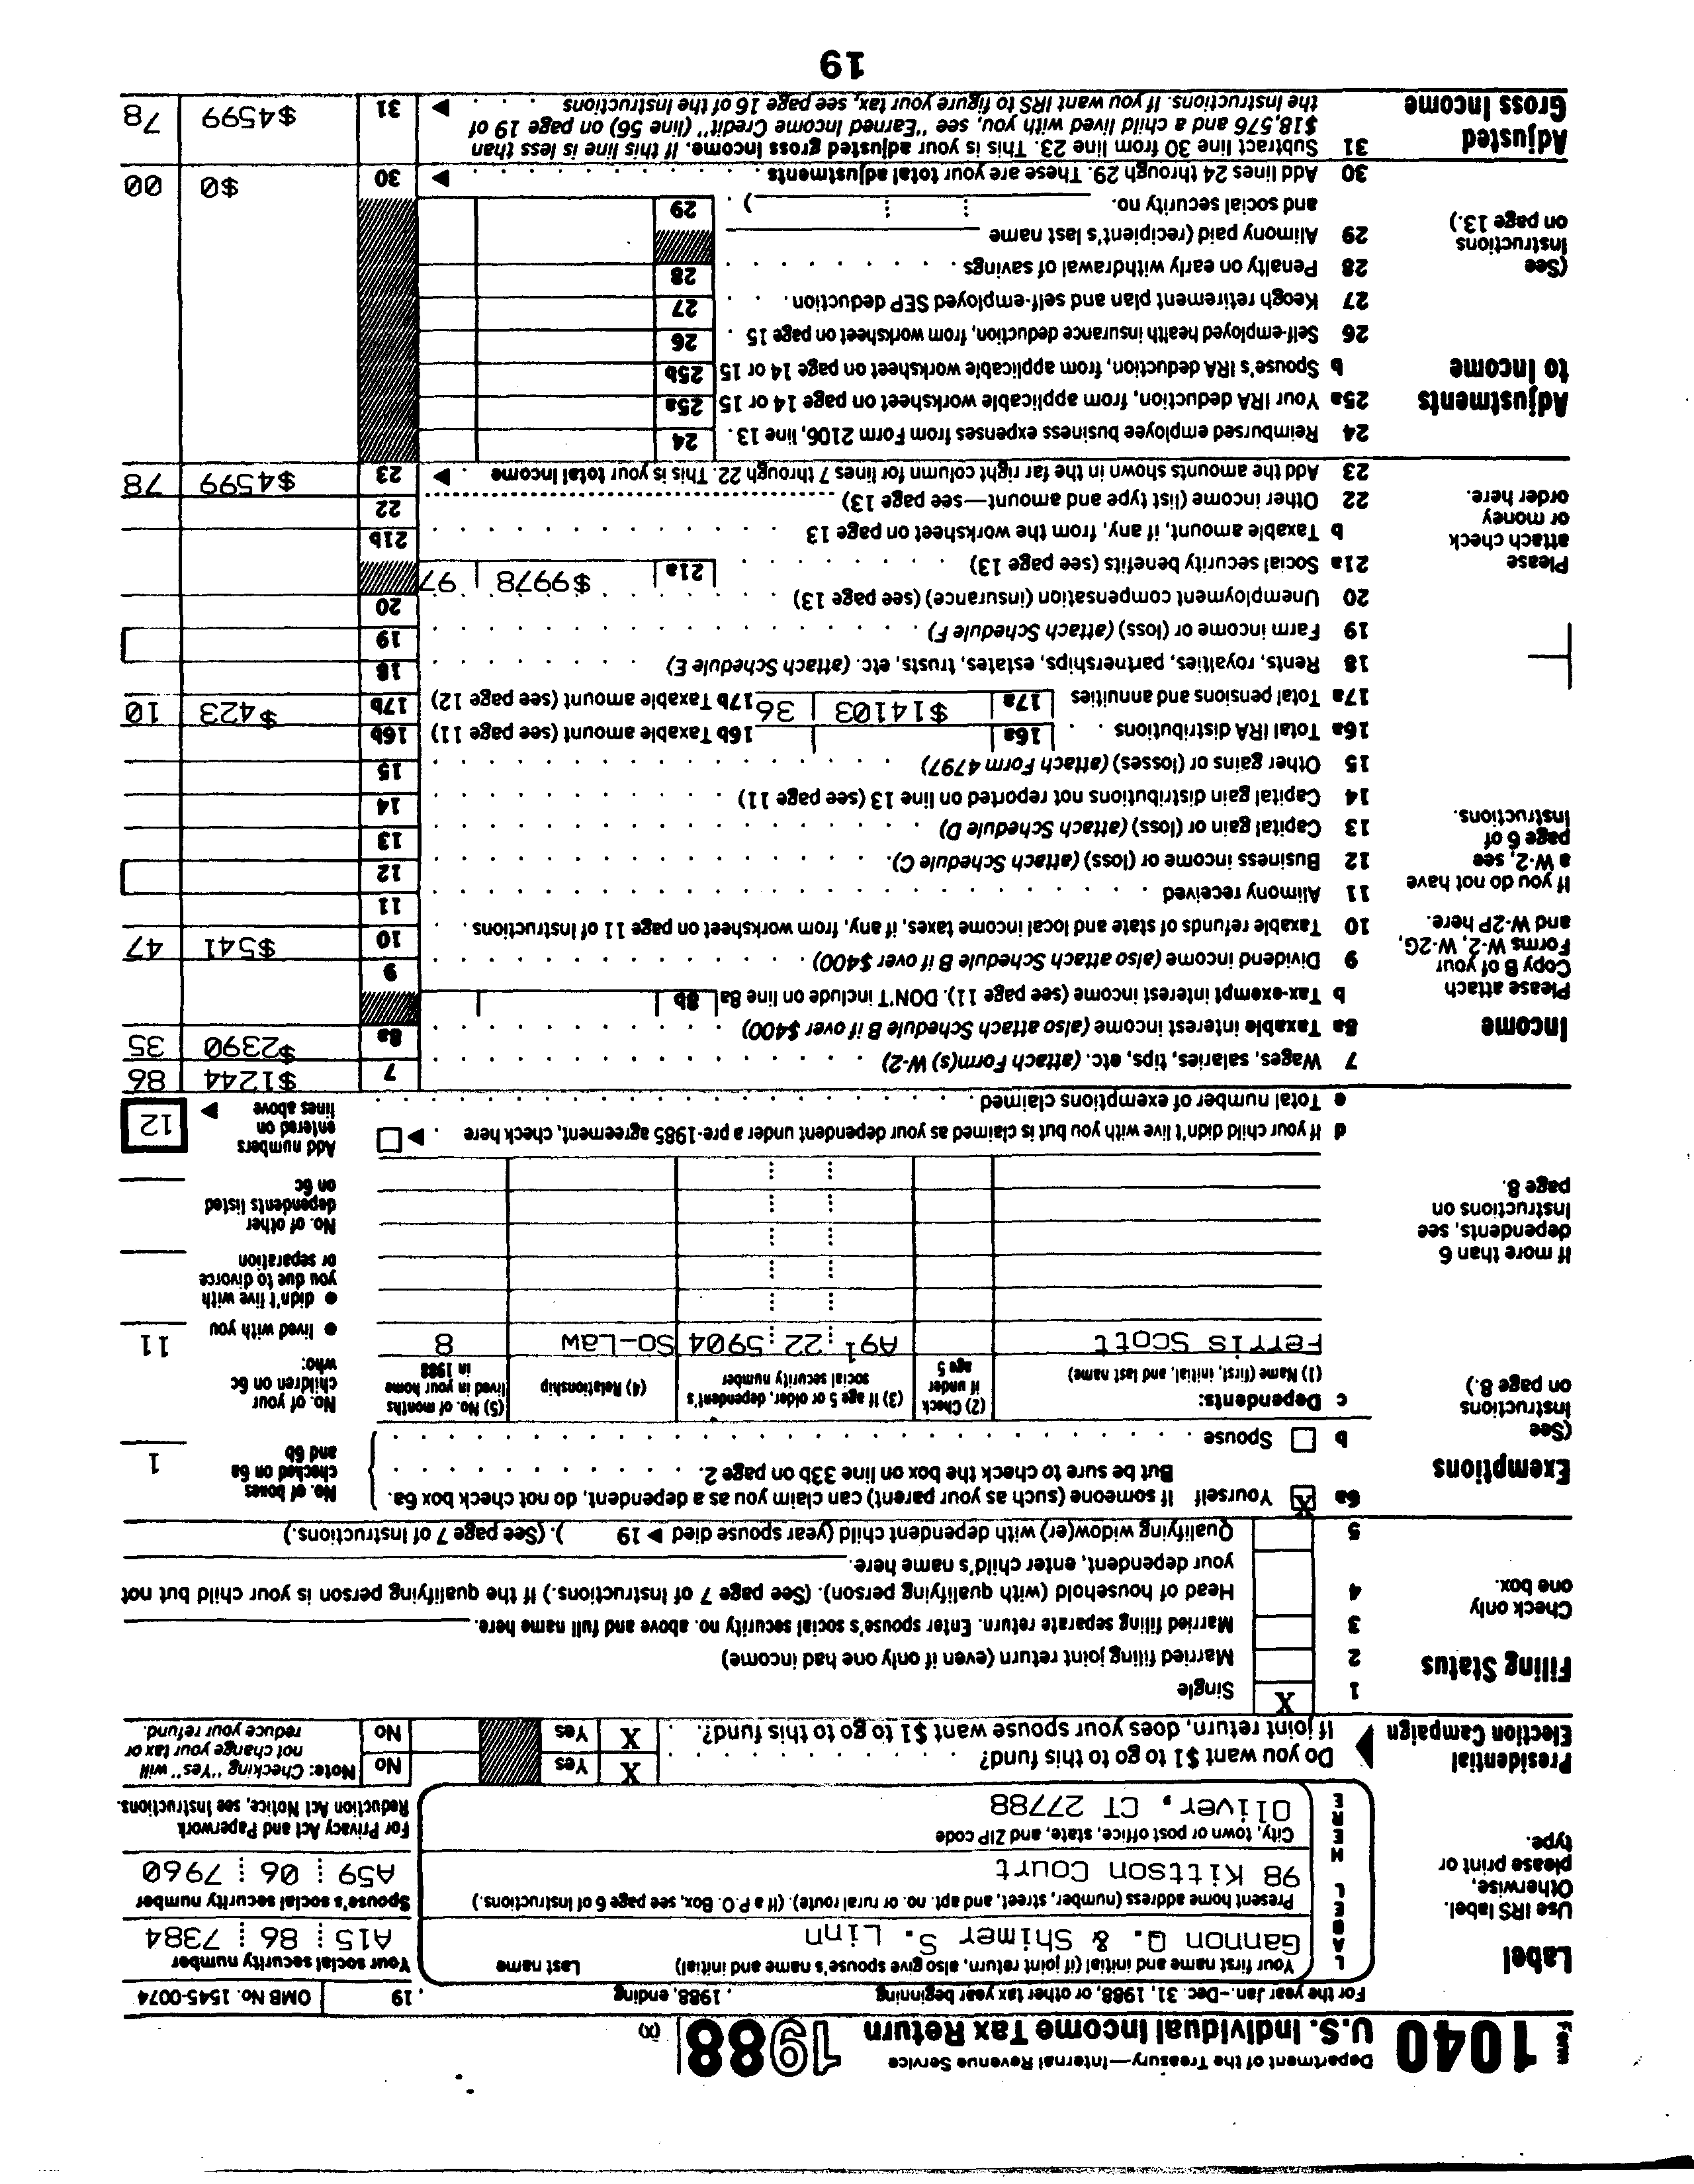 Form 1040 Department of the Treasury—Internal Revenue Service
U.S. Individual Income Tax Return 1988 (X)
For the year Jan.–Dec. 31, 1988, or other tax year beginning , 1988, ending , 19 OMB No. 1545-0074
Label
Use IRS label.
Otherwise,
please print or
type.
LABEL HERE
Your first name and initial (if joint return, also give spouse's name and initial) Last name
Gannon Q. & Shimer S. Linn
Your social security number
A15 86 7384
Present home address (number, street, and apt. no. or rural route). (If a P.O. Box, see page 6 of Instructions.)
98 Kittson Court
Spouse's social security number
A59 06 7960
City, town or post office, state, and ZIP code
Oliver, CT 27788
For Privacy Act and Paperwork
Reduction Act Notice, see Instructions.
Presidential
Election Campaign
Do you want $1 to go to this fund? X Yes No
If joint return, does your spouse want $1 to go to this fund? X Yes No
Note: Checking "Yes" will
not change your tax or
reduce your refund.
Filing Status
Check only
one box.
1 X Single
2 Married filing joint return (even if only one had income)
3 Married filing separate return. Enter spouse's social security no. above and full name here.
4 Head of household (with qualifying person). (See page 7 of Instructions.) If the qualifying person is your child but not
your dependent, enter child's name here.
5 Qualifying widow(er) with dependent child (year spouse died ▶ 19 ). (See page 7 of Instructions.)
Exemptions
(See
Instructions
on page 8.)
6a X Yourself If someone (such as your parent) can claim you as a dependent, do not check box 6a.
But be sure to check the box on line 33b on page 2.
b Spouse
No. of boxes
checked on 6a
and 6b 1
c Dependents:
(1) Name (first, initial, and last name)
(2) Check
if under
age 5
(3) If age 5 or older, dependent's
social security number
(4) Relationship
(5) No. of months
lived in your home
in 1988
Ferris Scott A91 22 5904 So-Law 8
If more than 6
dependents, see
Instructions on
page 8.
No. of your
children on 6c
who:
● lived with you 11
● didn't live with
you due to divorce
or separation
No. of other
dependents listed
on 6c
d If your child didn't live with you but is claimed as your dependent under a pre-1985 agreement, check here ▶
e Total number of exemptions claimed
Add numbers
entered on
lines above ▶ 12
Income
Please attach
Copy B of your
Forms W-2, W-2G,
and W-2P here.
If you do not have
a W-2, see
page 6 of
Instructions.
Please
attach check
or money
order here.
7 Wages, salaries, tips, etc. (attach Form(s) W-2) 7 $1244 86
8a Taxable interest income (also attach Schedule B if over $400) 8a $2390 35
b Tax-exempt interest income (see page 11). DON'T include on line 8a 8b
9 Dividend income (also attach Schedule B if over $400) 9
10 Taxable refunds of state and local income taxes, if any, from worksheet on page 11 of Instructions 10 $541 47
11 Alimony received 11
12 Business income or (loss) (attach Schedule C) 12
13 Capital gain or (loss) (attach Schedule D) 13
14 Capital gain distributions not reported on line 13 (see page 11) 14
15 Other gains or (losses) (attach Form 4797) 15
16a Total IRA distributions 16a 16b Taxable amount (see page 11) 16b
17a Total pensions and annuities 17a $14103 36 17b Taxable amount (see page 12) 17b $423 10
18 Rents, royalties, partnerships, estates, trusts, etc. (attach Schedule E) 18
19 Farm income or (loss) (attach Schedule F) 19
20 Unemployment compensation (insurance) (see page 13) 20
21a Social security benefits (see page 13) 21a $9978 97
b Taxable amount, if any, from the worksheet on page 13 21b
22 Other income (list type and amount—see page 13) 22
23 Add the amounts shown in the far right column for lines 7 through 22. This is your total income ▶ 23 $4599 78
Adjustments
to Income
(See
Instructions
on page 13.)
24 Reimbursed employee business expenses from Form 2106, line 13. 24
25a Your IRA deduction, from applicable worksheet on page 14 or 15 25a
b Spouse's IRA deduction, from applicable worksheet on page 14 or 15 25b
26 Self-employed health insurance deduction, from worksheet on page 15 26
27 Keogh retirement plan and self-employed SEP deduction 27
28 Penalty on early withdrawal of savings 28
29 Alimony paid (recipient's last name
and social security no. ) 29
30 Add lines 24 through 29. These are your total adjustments ▶ 30 $0 00
Adjusted
Gross Income
31 Subtract line 30 from line 23. This is your adjusted gross income. If this line is less than
$18,576 and a child lived with you, see "Earned Income Credit" (line 56) on page 19 of
the Instructions. If you want IRS to figure your tax, see page 16 of the Instructions ▶ 31 $4599 78
19